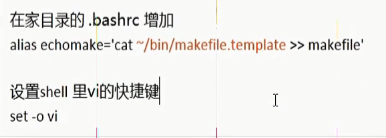 在家目录的 .bashrc 增加
alias echomake='cat ~/bin/makefile.template >> makefile'
设置shell 里vi的快捷键
set -o vi